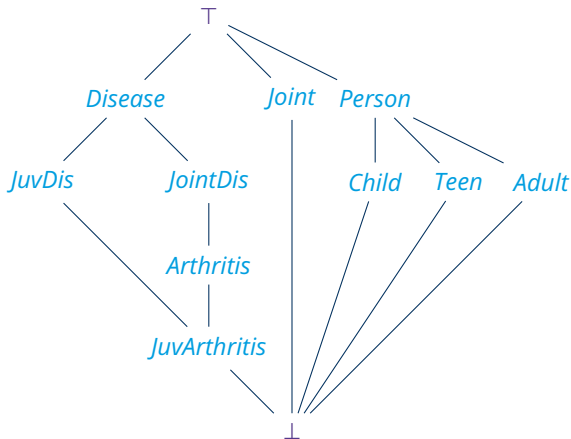 ⊤
Disease Joint Person
JuvDis JointDis Child Teen Adult
Arthritis
JuvArthritis
⊥